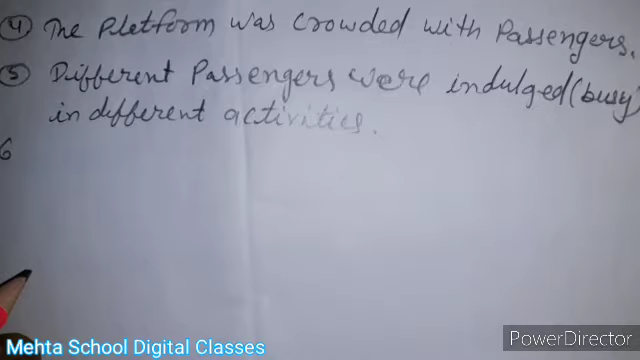 ④ The Pletform was crowded with Passengers.
⑤ Different Passengers were indulged (busy)
in different activities.
6
Mehta School Digital Classes
PowerDirector